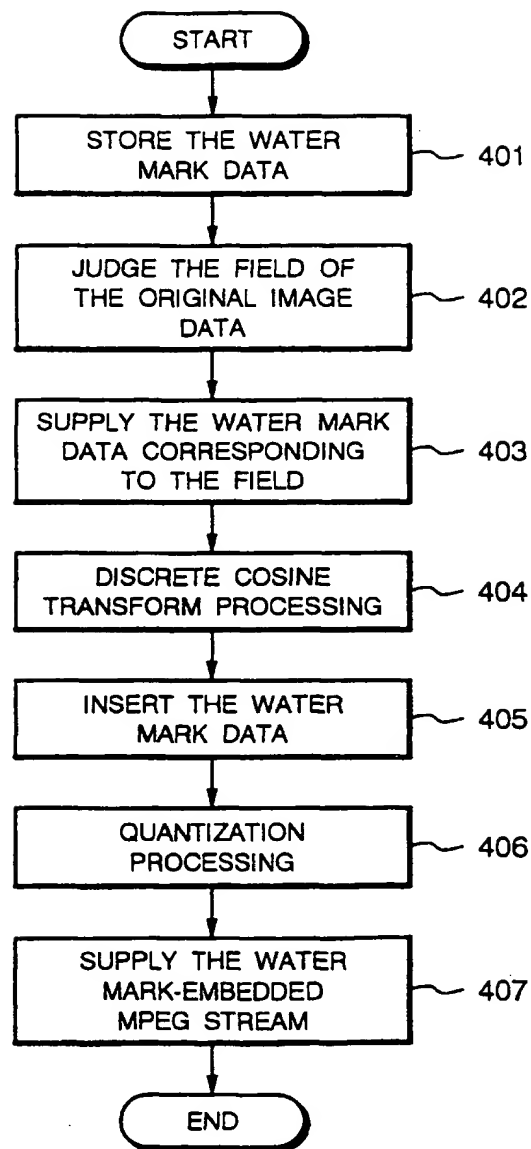 START
STORE THE WATER
MARK DATA
401
JUDGE THE FIELD OF
THE ORIGINAL IMAGE
DATA
402
SUPPLY THE WATER MARK
DATA CORRESPONDING
TO THE FIELD
403
DISCRETE COSINE
TRANSFORM PROCESSING
404
INSERT THE WATER
MARK DATA
405
QUANTIZATION
PROCESSING
406
SUPPLY THE WATER
MARK-EMBEDDED
MPEG STREAM
407
END